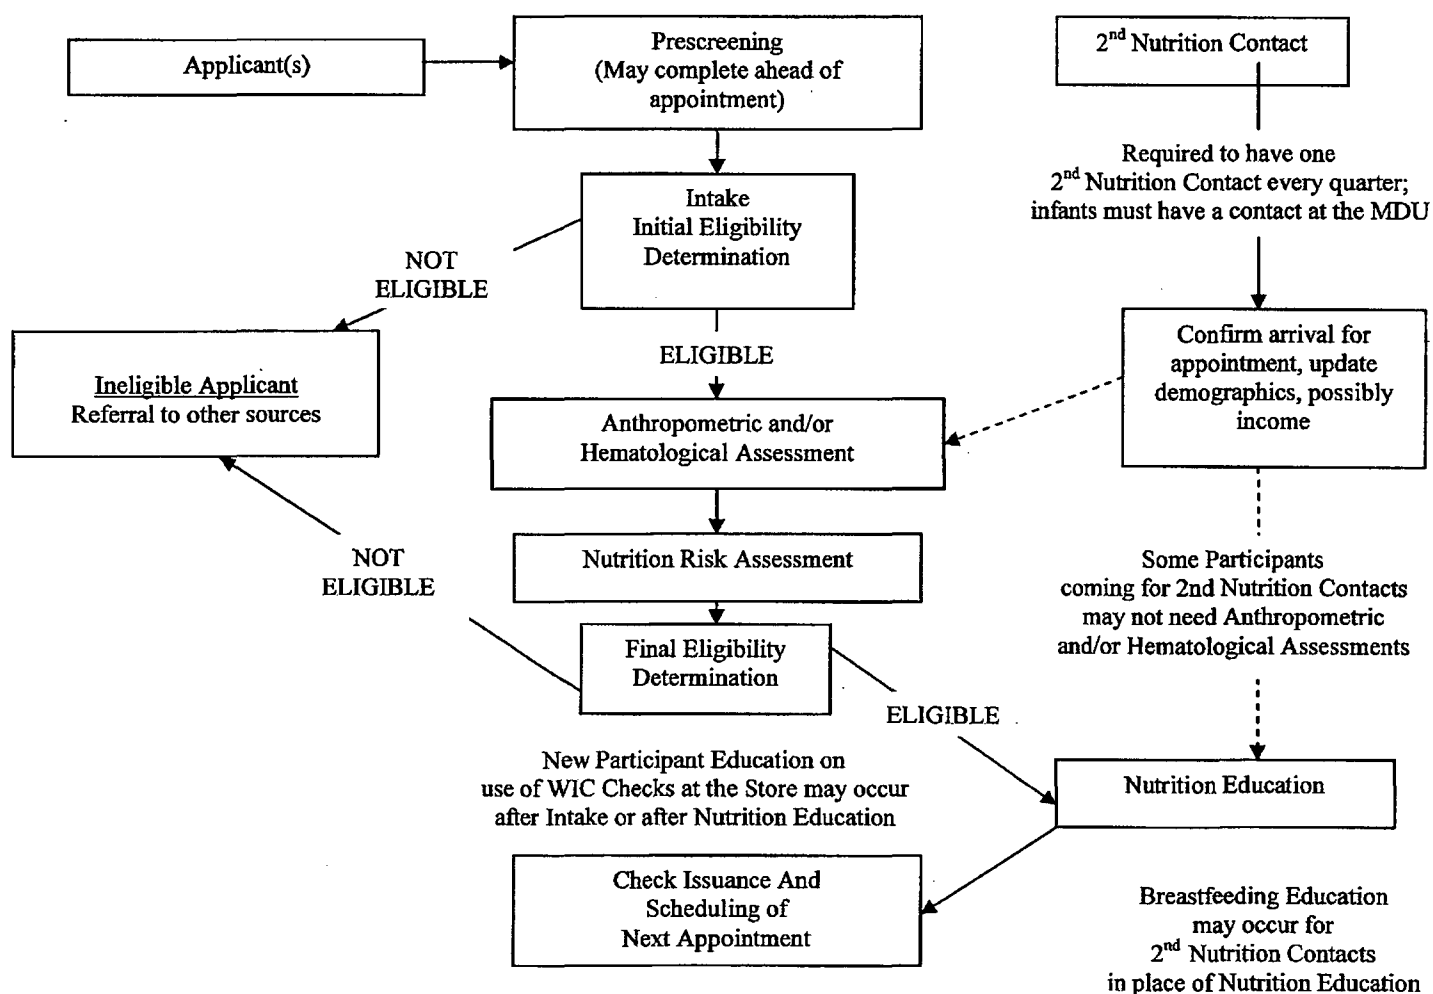 Applicant(s)
Prescreening
(May complete ahead of
appointment)
2nd Nutrition Contact
Required to have one
2nd Nutrition Contact every quarter;
infants must have a contact at the MDU
Intake
Initial Eligibility
Determination
NOT
ELIGIBLE
ELIGIBLE
Ineligible Applicant
Referral to other sources
Confirm arrival for
appointment, update
demographics, possibly
income
Anthropometric and/or
Hematological Assessment
Nutrition Risk Assessment
NOT
ELIGIBLE
Some Participants
coming for 2nd Nutrition Contacts
may not need Anthropometric
and/or Hematological Assessments
Final Eligibility
Determination
ELIGIBLE
New Participant Education on
use of WIC Checks at the Store may occur
after Intake or after Nutrition Education
Nutrition Education
Check Issuance And
Scheduling of
Next Appointment
Breastfeeding Education
may occur for
2nd Nutrition Contacts
in place of Nutrition Education